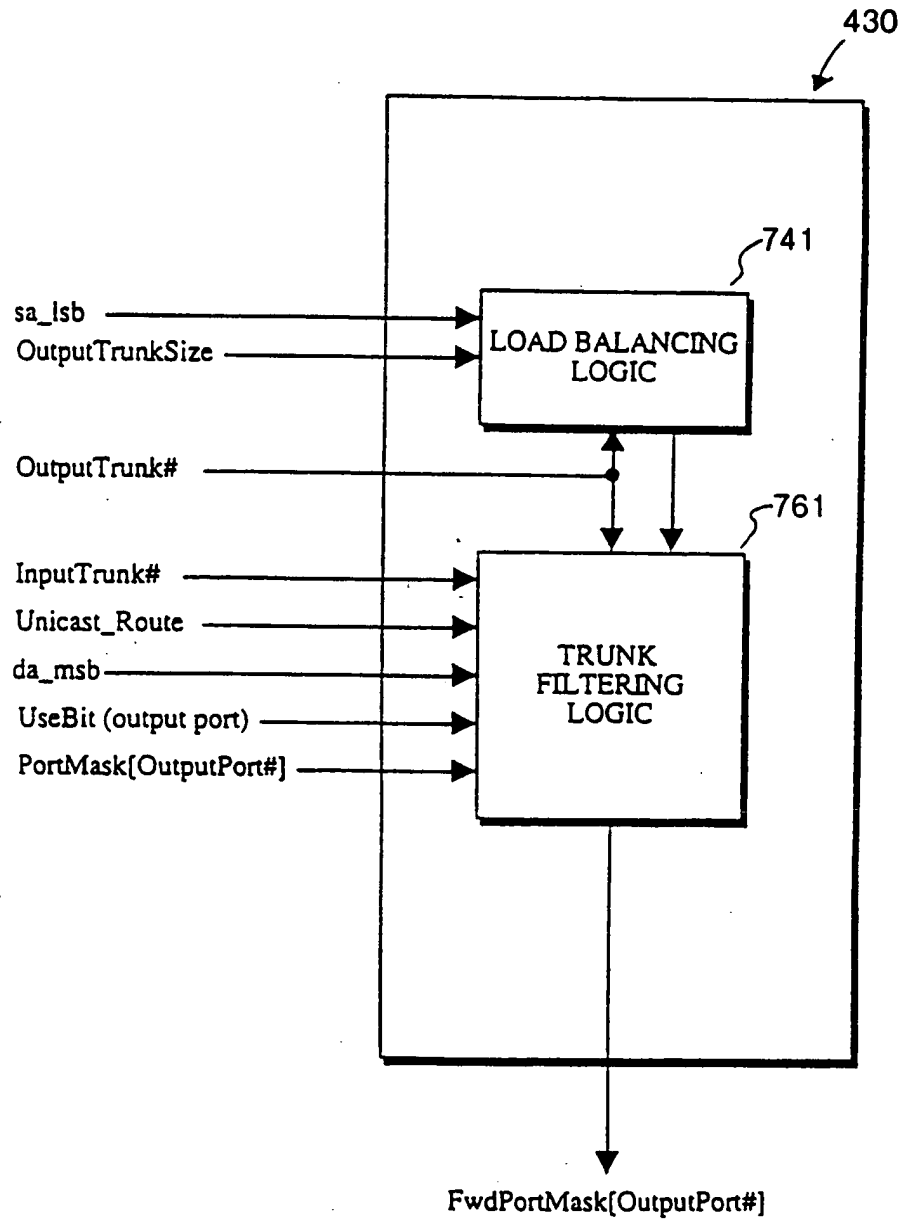 430
741
sa_lsb
OutputTrunkSize
LOAD BALANCING
LOGIC
OutputTrunk#
761
InputTrunk#
Unicast_Route
da_msb
UseBit (output port)
PortMask[OutputPort#]
TRUNK
FILTERING
LOGIC
FwdPortMask[OutputPort#]